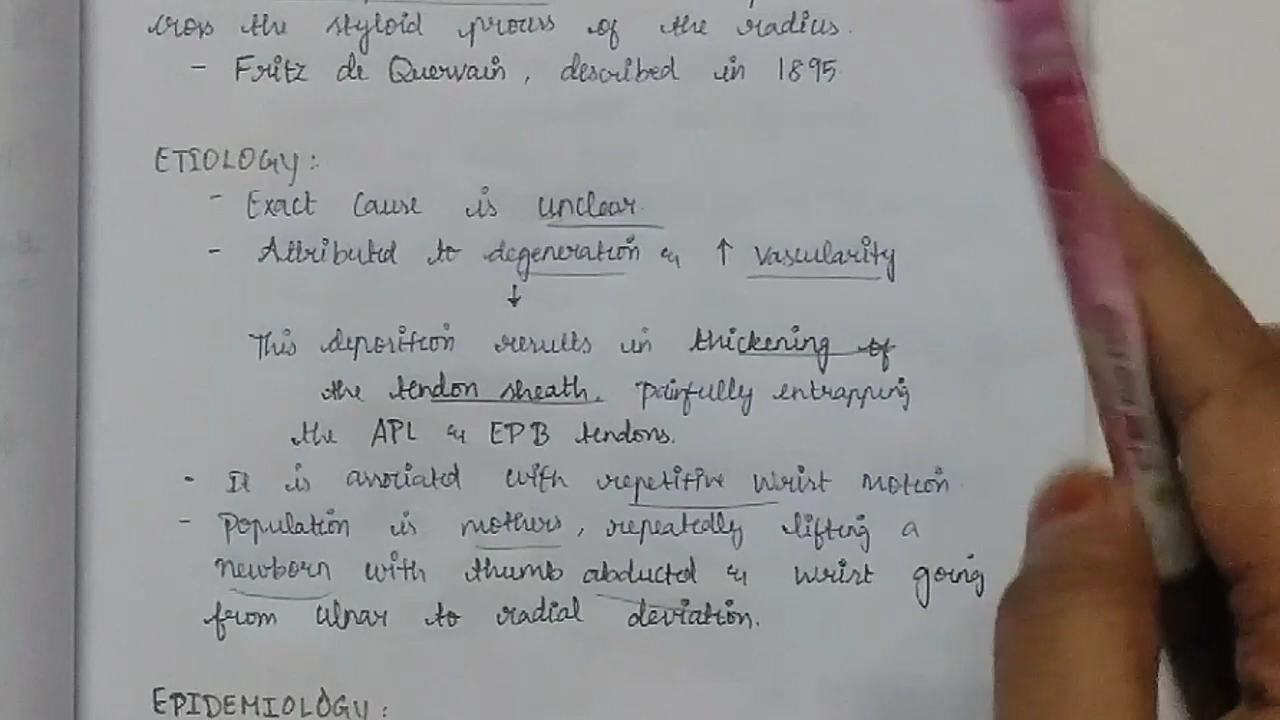 cross the styloid process of the radius.
- Fritz de Quervain, described in 1895
ETIOLOGY:
- Exact cause is unclear.
- Attributed to degeneration & ↑ vascularity
↓
This deposition results in thickening of
the tendon sheath, painfully entrapping
the APL & EPB tendons.
- It is associated with repetitive wrist motion
- Population is mothers, repeatedly lifting a
newborn with thumb abducted & wrist going
from ulnar to radial deviation.
EPIDEMIOLOGY: